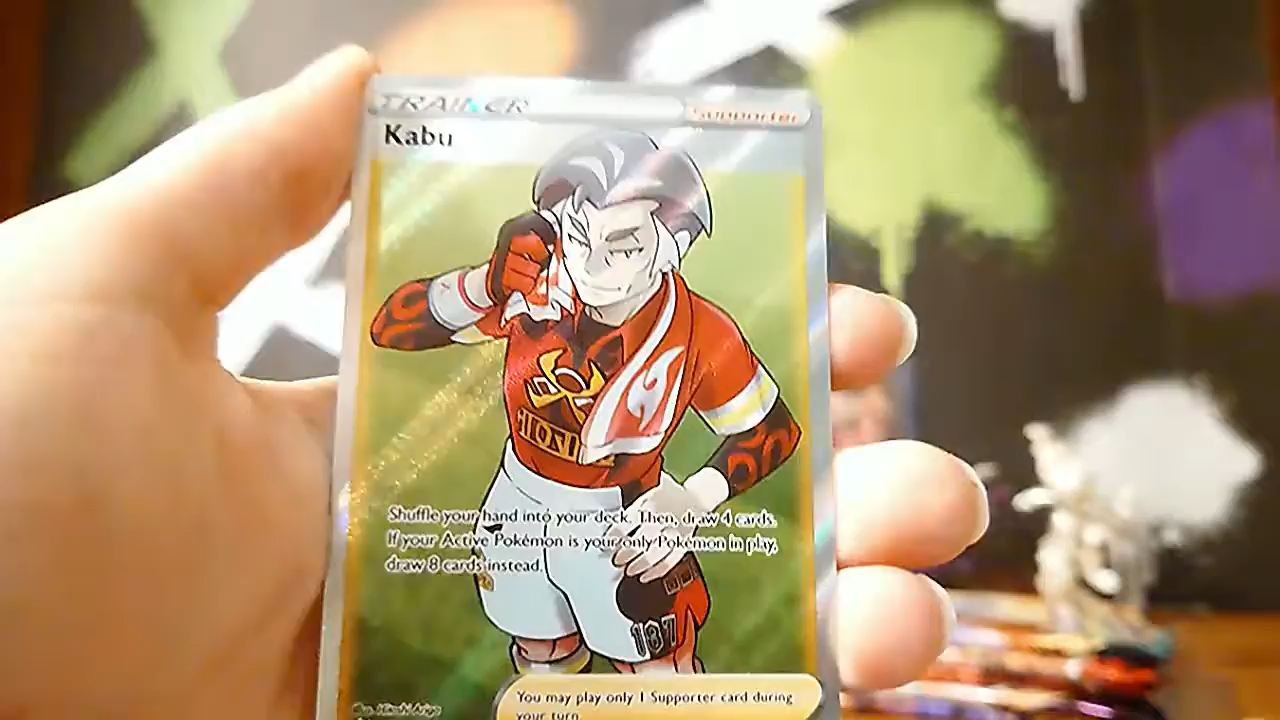 TRAINER
Supporter
Kabu
Shuffle your hand into your deck. Then, draw 4 cards.
If your Active Pokémon is your only Pokémon in play,
draw 8 cards instead.
187
You may play only 1 Supporter card during
your turn.